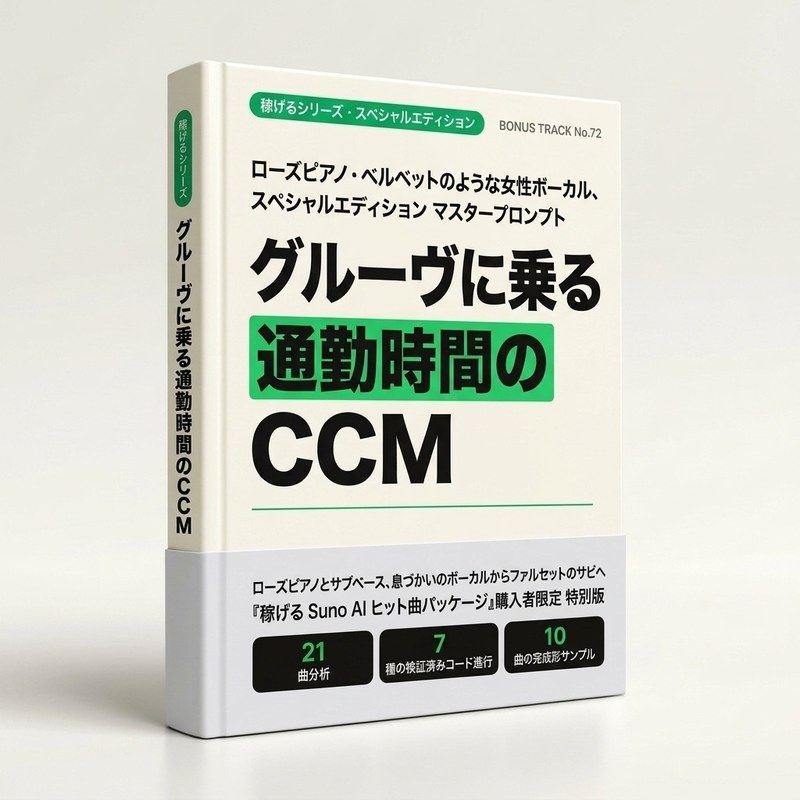 稼げるシリーズ
グルーヴに乗る通勤時間のCCM
稼げるシリーズ・スペシャルエディション
BONUS TRACK No.72
ローズピアノ・ベルベットのような女性ボーカル、
スペシャルエディション マスタープロンプト
グルーヴに乗る
通勤時間の
CCM
ローズピアノとサブベース、息づかいのボーカルからファルセットのサビへ
『稼げる Suno AI ヒット曲パッケージ』購入者限定 特別版
21
曲分析
7
種の検証済みコード進行
10
曲の完成形サンプル